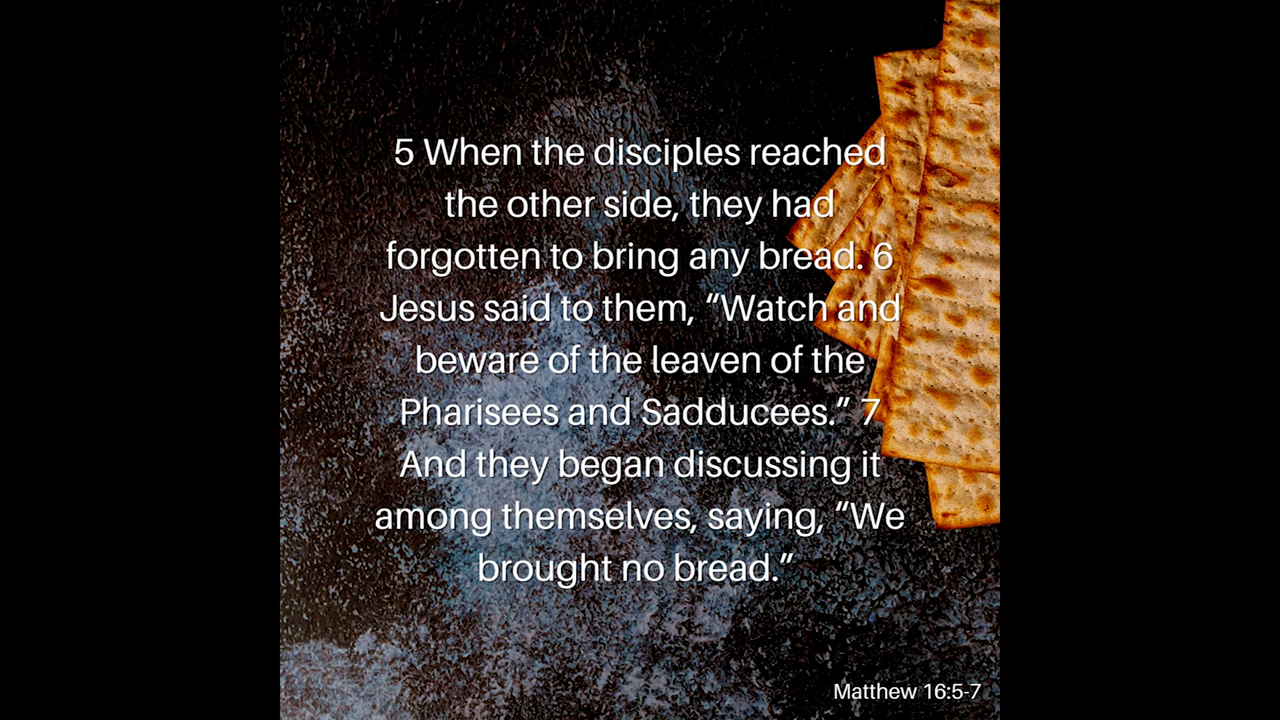 5 When the disciples reached
the other side, they had
forgotten to bring any bread. 6
Jesus said to them, “Watch and
beware of the leaven of the
Pharisees and Sadducees.” 7
And they began discussing it
among themselves, saying, “We
brought no bread.”
Matthew 16:5-7